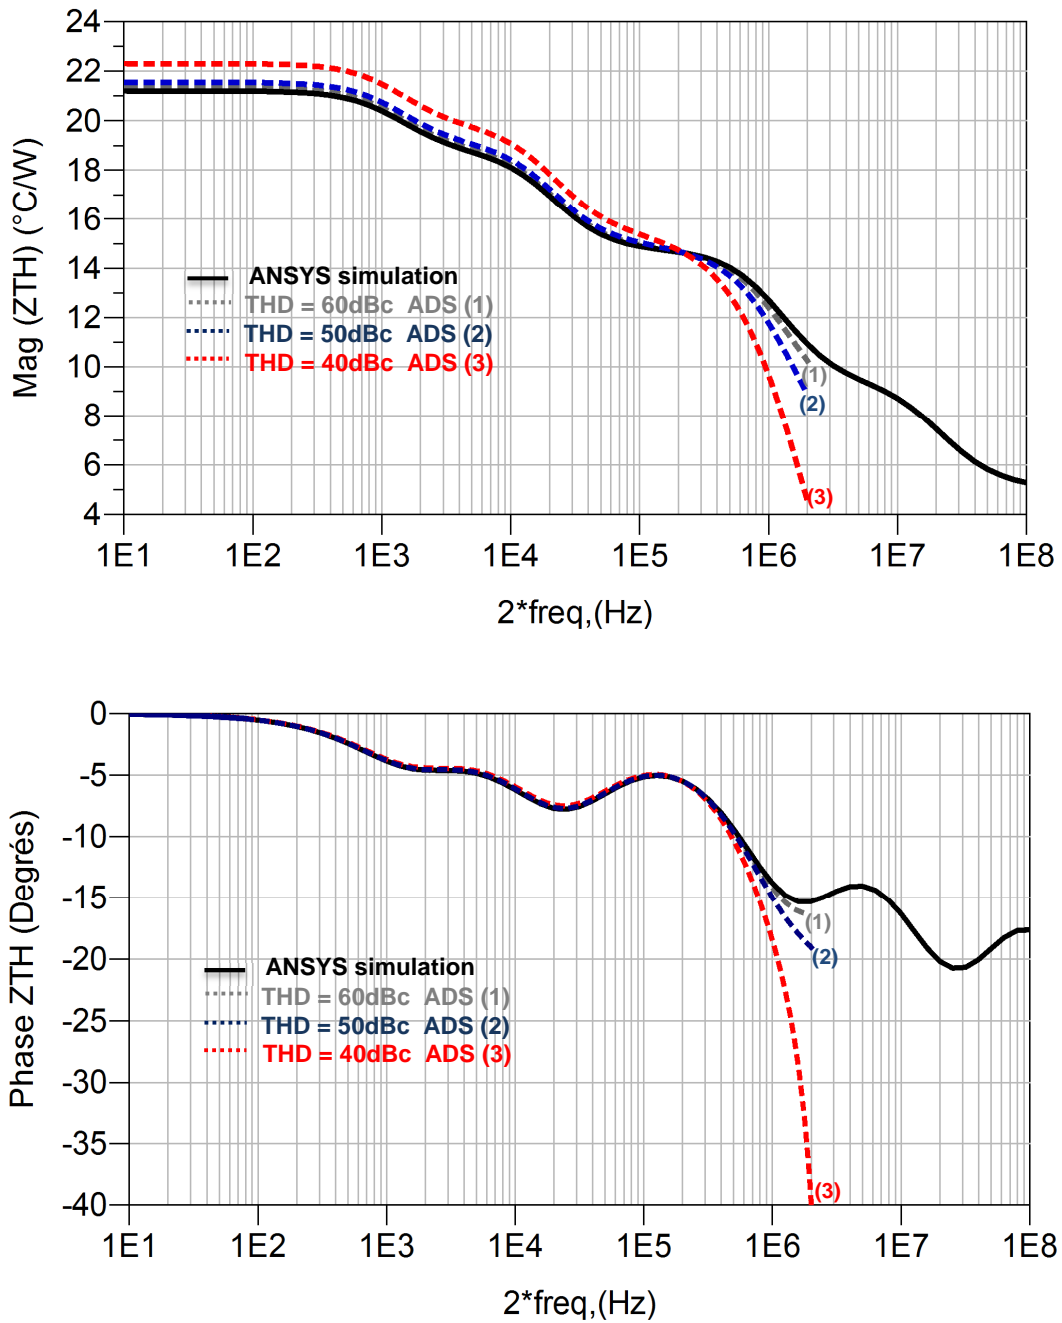 24
22
20
18
16
14
12
10
8
6
4
Mag (ZTH) (°C/W)
ANSYS simulation
THD = 60dBc ADS (1)
THD = 50dBc ADS (2)
THD = 40dBc ADS (3)
(1)
(2)
(3)
1E1 1E2 1E3 1E4 1E5 1E6 1E7 1E8
2*freq,(Hz)
0
-5
-10
-15
-20
-25
-30
-35
-40
Phase ZTH (Degrés)
(1)
(2)
ANSYS simulation
THD = 60dBc ADS (1)
THD = 50dBc ADS (2)
THD = 40dBc ADS (3)
(3)
1E1 1E2 1E3 1E4 1E5 1E6 1E7 1E8
2*freq,(Hz)